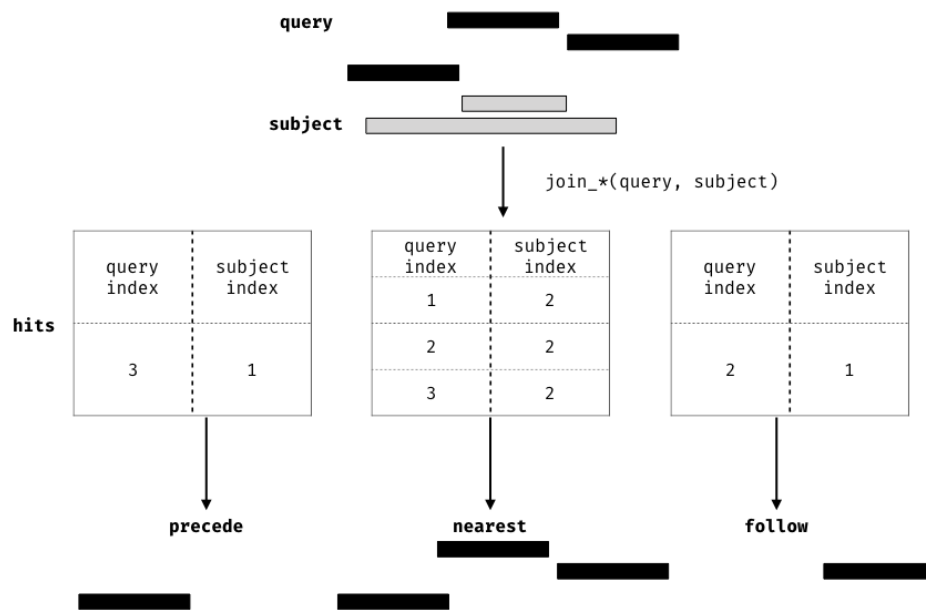 query
subject
join_*(query, subject)
query index
subject index
3
1
query index
subject index
1
2
2
2
3
2
query index
subject index
2
1
hits
precede
nearest
follow